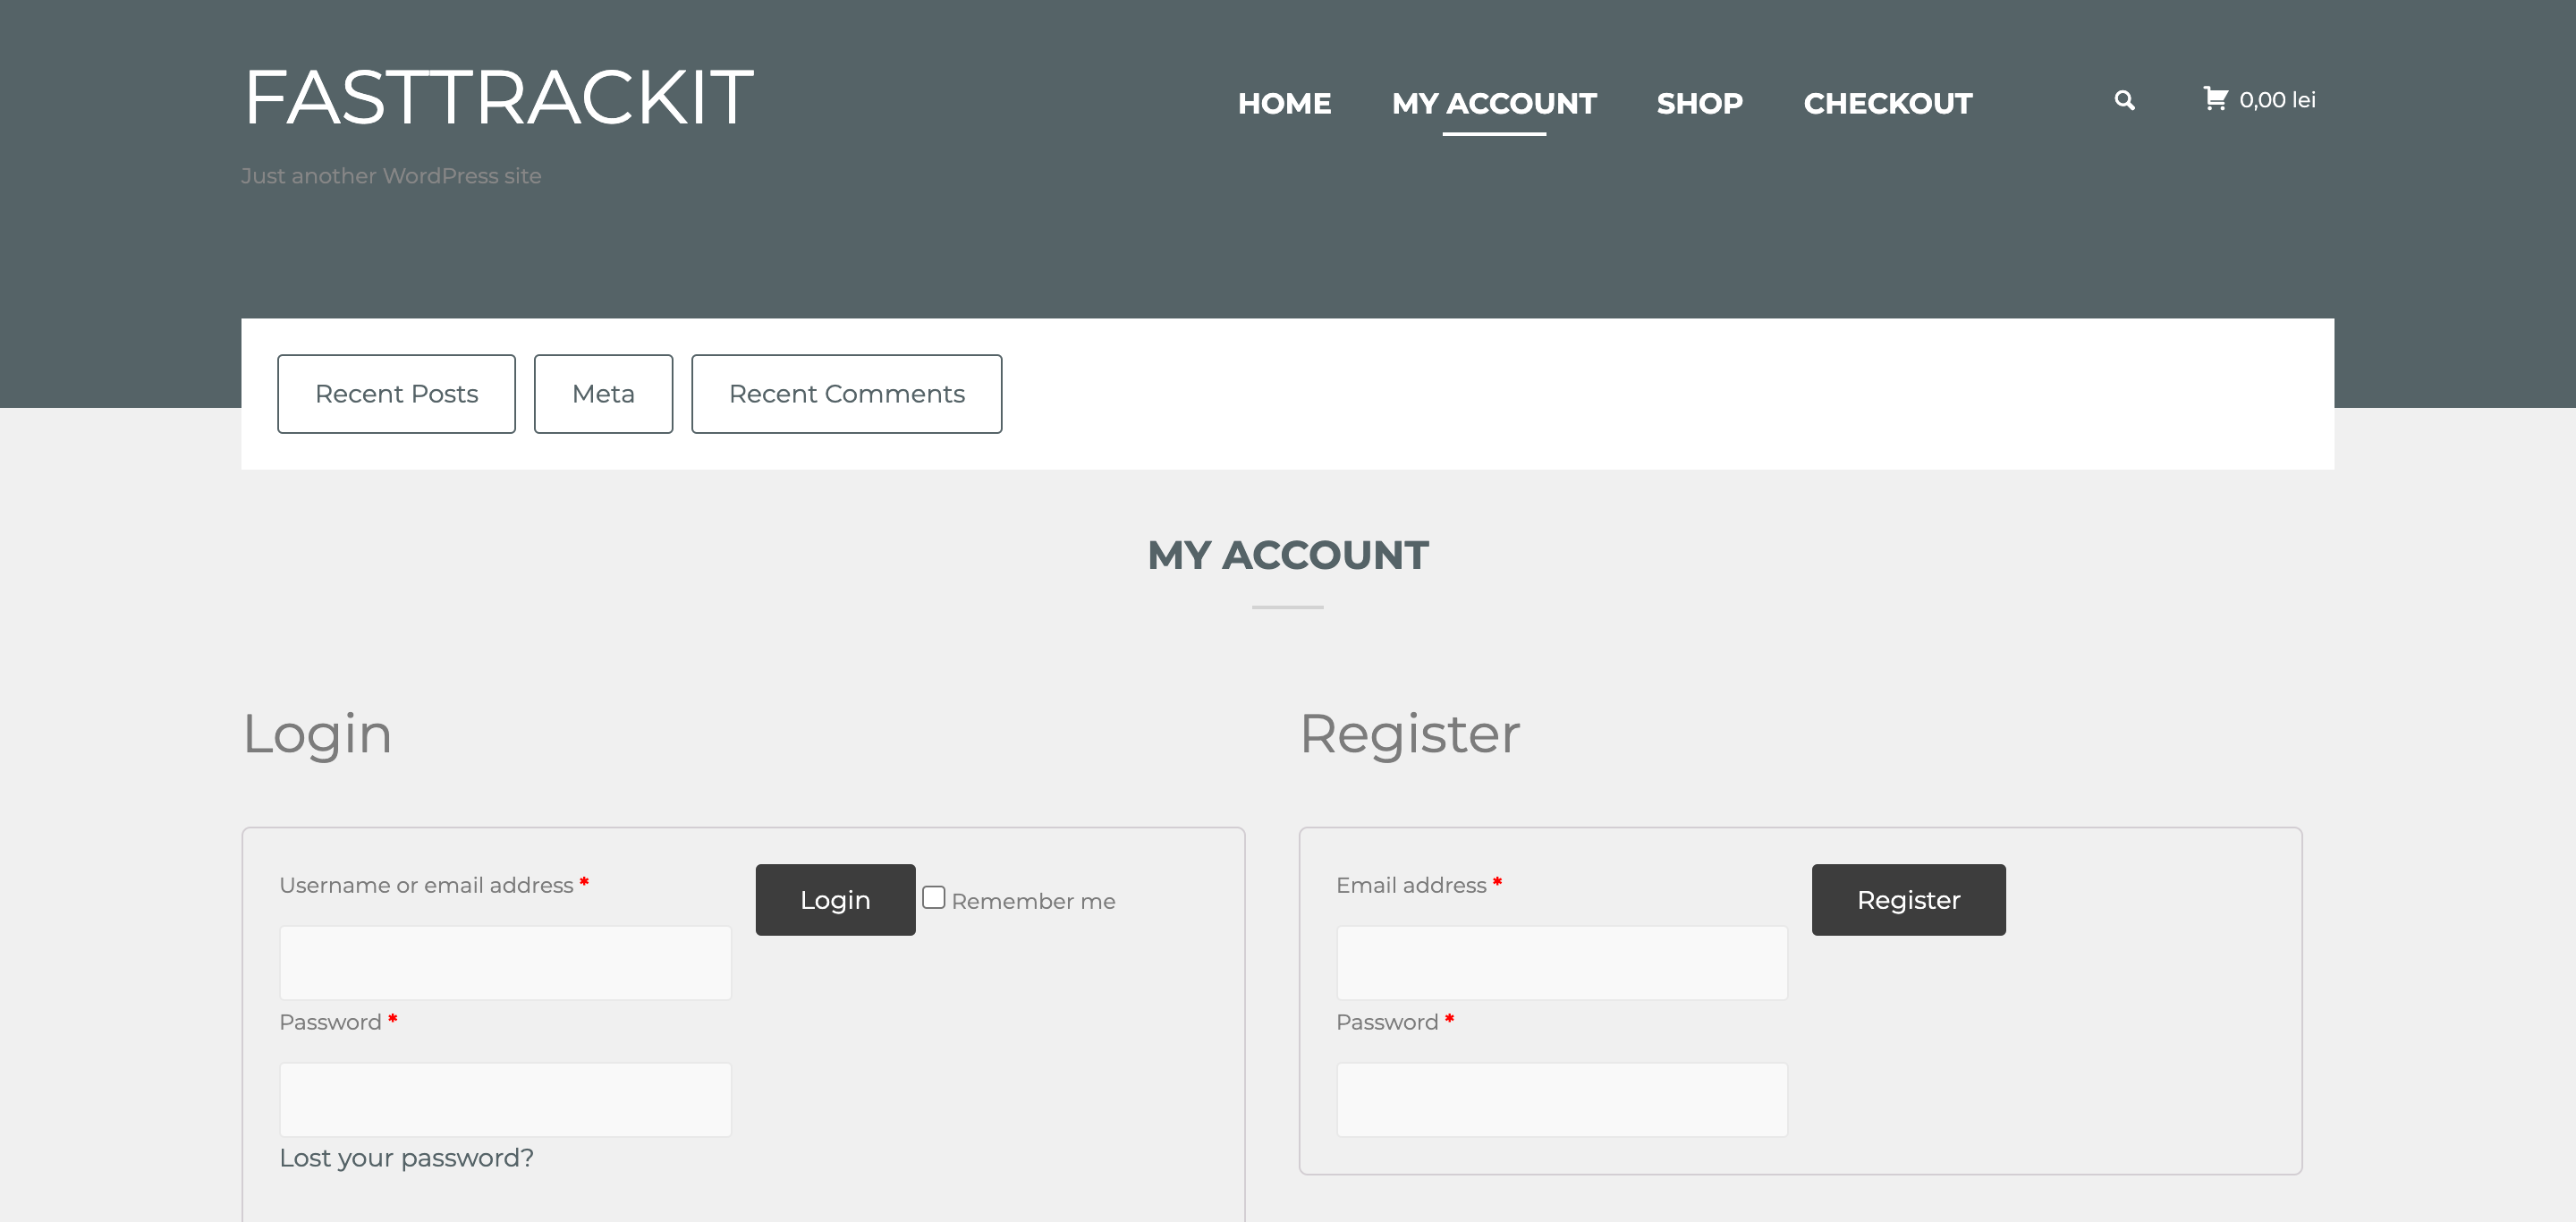 FASTTRACKIT
HOME MY ACCOUNT SHOP CHECKOUT 0,00 lei
Just another WordPress site
Recent Posts Meta Recent Comments
MY ACCOUNT
Login
Register
Username or email address *
Login Remember me
Password *
Lost your password?
Email address *
Register
Password *